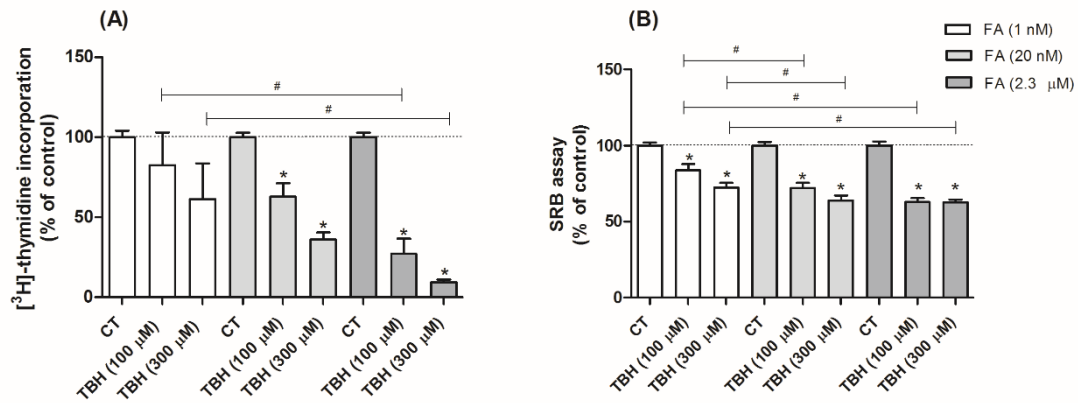 (A)
[³H]-thymidine incorporation
(% of control)
150
100
50
0
#
#
*
*
*
*
CT
TBH (100 μM)
TBH (300 μM)
CT
TBH (100 μM)
TBH (300 μM)
CT
TBH (100 μM)
TBH (300 μM)
(B)
SRB assay
(% of control)
150
100
50
0
#
#
#
#
*
*
*
*
*
*
CT
TBH (100 μM)
TBH (300 μM)
CT
TBH (100 μM)
TBH (300 μM)
CT
TBH (100 μM)
TBH (300 μM)
FA (1 nM)
FA (20 nM)
FA (2.3 μM)